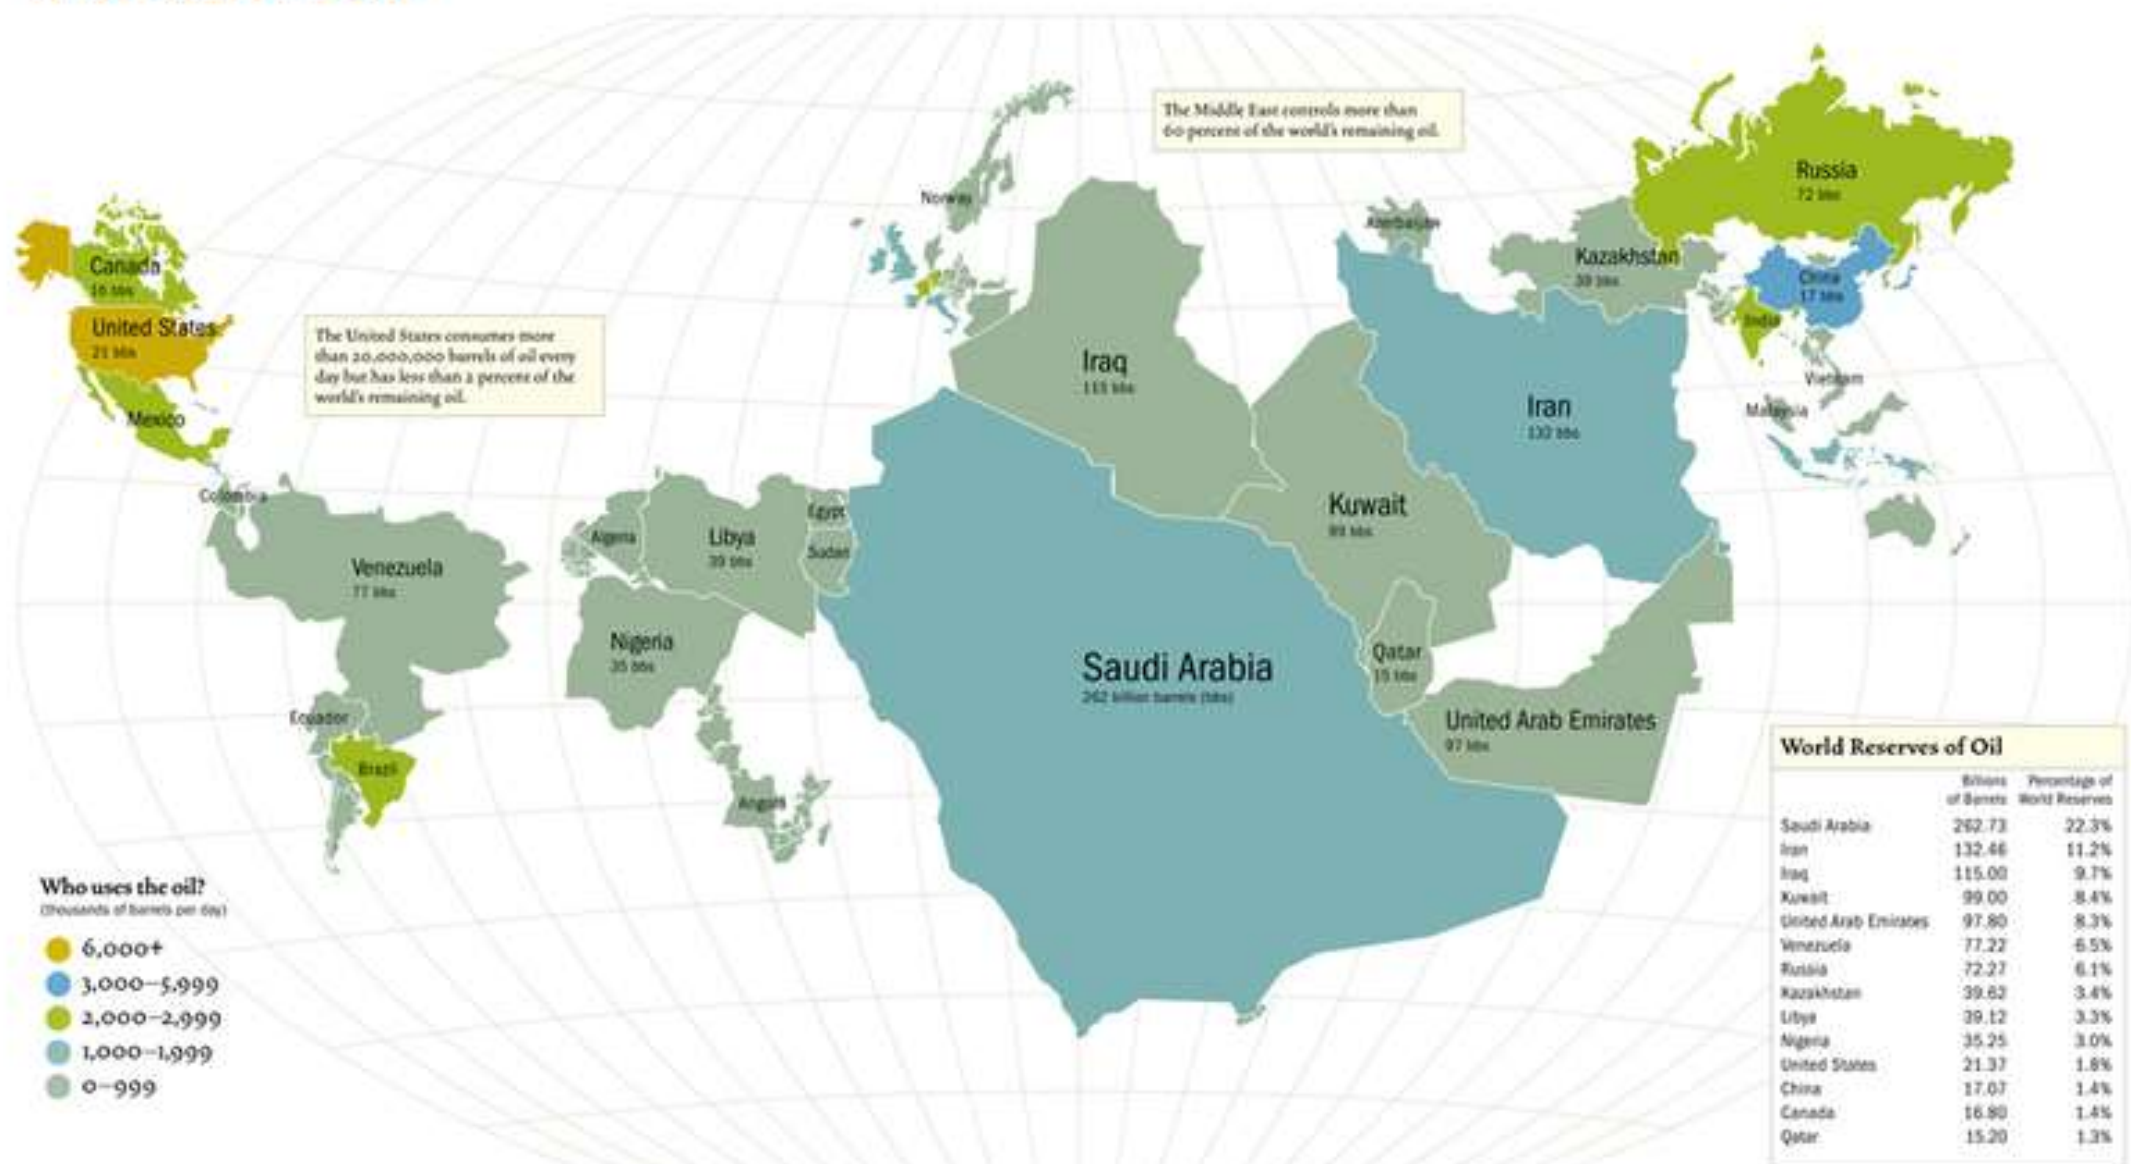 The Middle East controls more than
60 percent of the world's remaining oil.
Norway
Azerbaijan
Russia
72 bbs
Kazakhstan
39 bbs
China
17 bbs
India
Vietnam
Malaysia
Canada
16 bbs
United States
21 bbs
Mexico
The United States consumes more
than 20,000,000 barrels of oil every
day but has less than 2 percent of the
world's remaining oil.
Iraq
115 bbs
Iran
132 bbs
Kuwait
99 bbs
Colombia
Venezuela
77 bbs
Algeria
Libya
39 bbs
Egypt
Sudan
Nigeria
35 bbs
Saudi Arabia
262 billion barrels (bbs)
Qatar
15 bbs
United Arab Emirates
97 bbs
Ecuador
Brazil
Angola
Who uses the oil?
(thousands of barrels per day)
6,000+
3,000–5,999
2,000–2,999
1,000–1,999
0–999
World Reserves of Oil
Billions of Barrels Percentage of World Reserves
Saudi Arabia 262.73 22.3%
Iran 132.46 11.2%
Iraq 115.00 9.7%
Kuwait 99.00 8.4%
United Arab Emirates 97.80 8.3%
Venezuela 77.22 6.5%
Russia 72.27 6.1%
Kazakhstan 39.62 3.4%
Libya 39.12 3.3%
Nigeria 35.25 3.0%
United States 21.37 1.8%
China 17.07 1.4%
Canada 16.80 1.4%
Qatar 15.20 1.3%